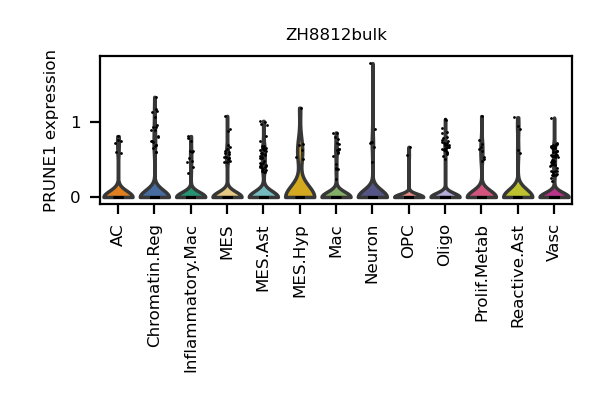 ZH8812bulk
PRUNE1 expression
1
0
AC
Chromatin.Reg
Inflammatory.Mac
MES
MES.Ast
MES.Hyp
Mac
Neuron
OPC
Oligo
Prolif.Metab
Reactive.Ast
Vasc